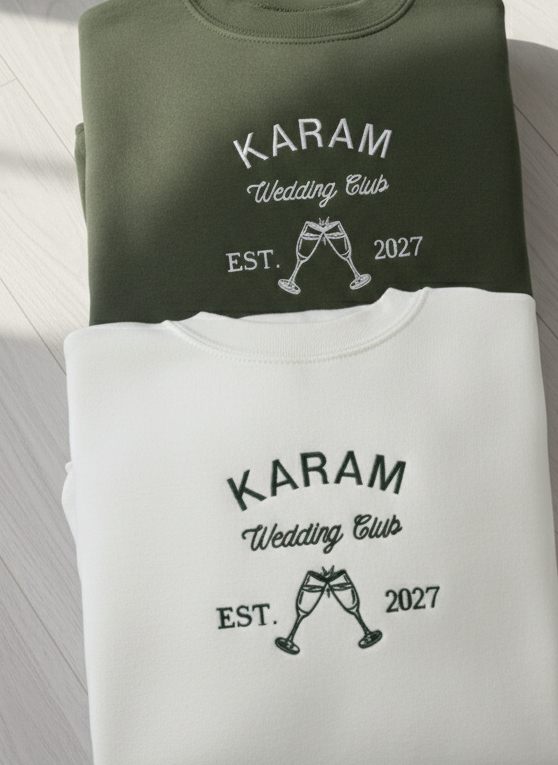 KARAM
Wedding Club
EST. 2027
KARAM
Wedding Club
EST. 2027